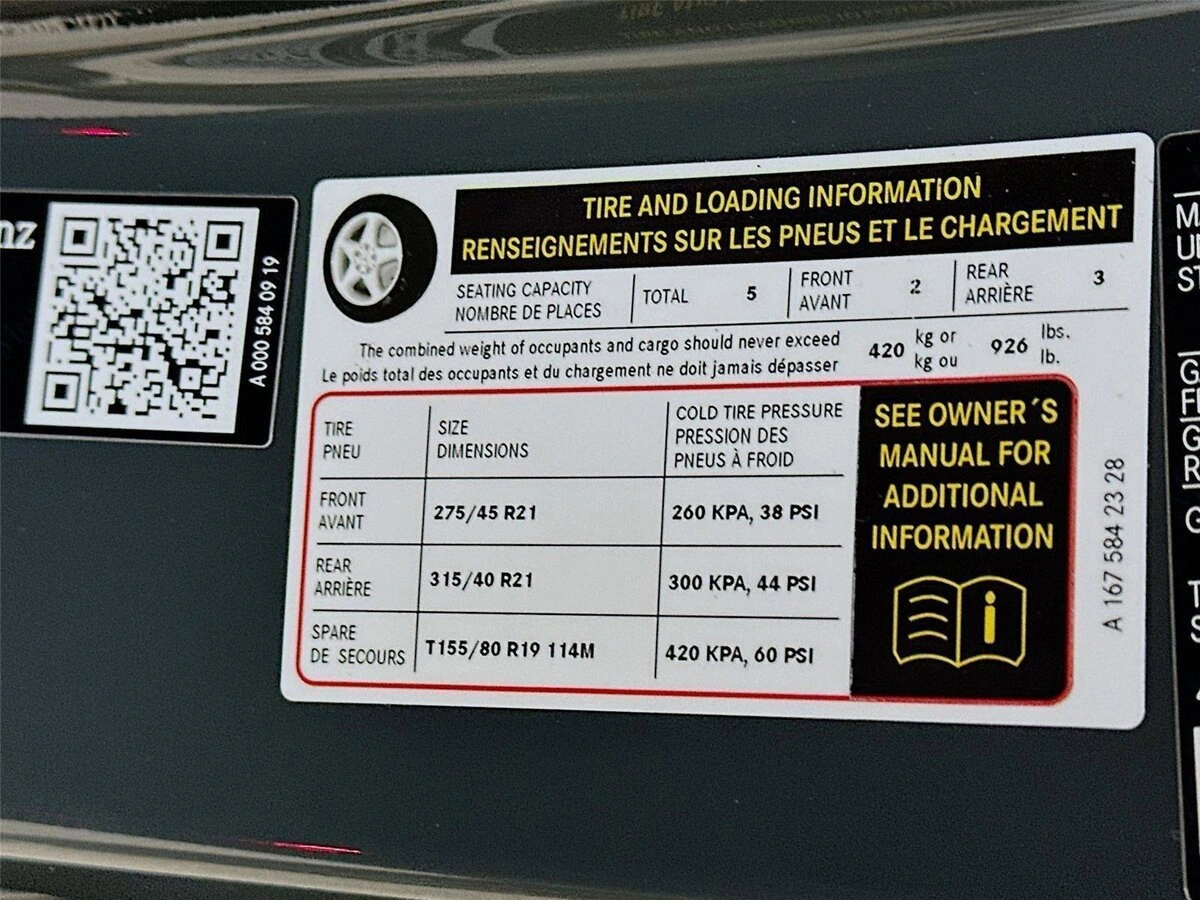 nz
A 000 584 09 19
TIRE AND LOADING INFORMATION
RENSEIGNEMENTS SUR LES PNEUS ET LE CHARGEMENT
SEATING CAPACITY
NOMBRE DE PLACES
TOTAL 5
FRONT
AVANT 2
REAR
ARRIÈRE 3
The combined weight of occupants and cargo should never exceed 420 kg or 926 lbs.
Le poids total des occupants et du chargement ne doit jamais dépasser kg ou lb.
TIRE
PNEU
SIZE
DIMENSIONS
COLD TIRE PRESSURE
PRESSION DES
PNEUS À FROID
FRONT
AVANT
275/45 R21
260 KPA, 38 PSI
REAR
ARRIÈRE
315/40 R21
300 KPA, 44 PSI
SPARE
DE SECOURS
T155/80 R19 114M
420 KPA, 60 PSI
SEE OWNER´S
MANUAL FOR
ADDITIONAL
INFORMATION
i
A 167 584 23 28